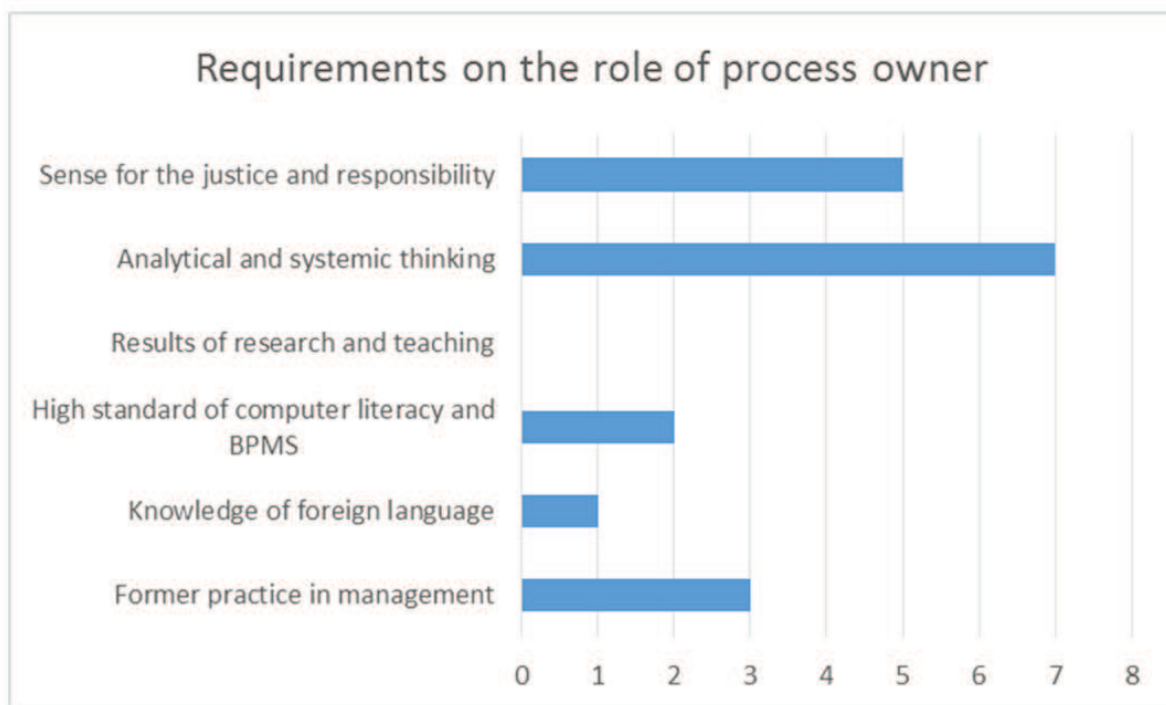 Requirements on the role of process owner
Sense for the justice and responsibility
Analytical and systemic thinking
Results of research and teaching
High standard of computer literacy and
BPMS
Knowledge of foreign language
Former practice in management
0 1 2 3 4 5 6 7 8